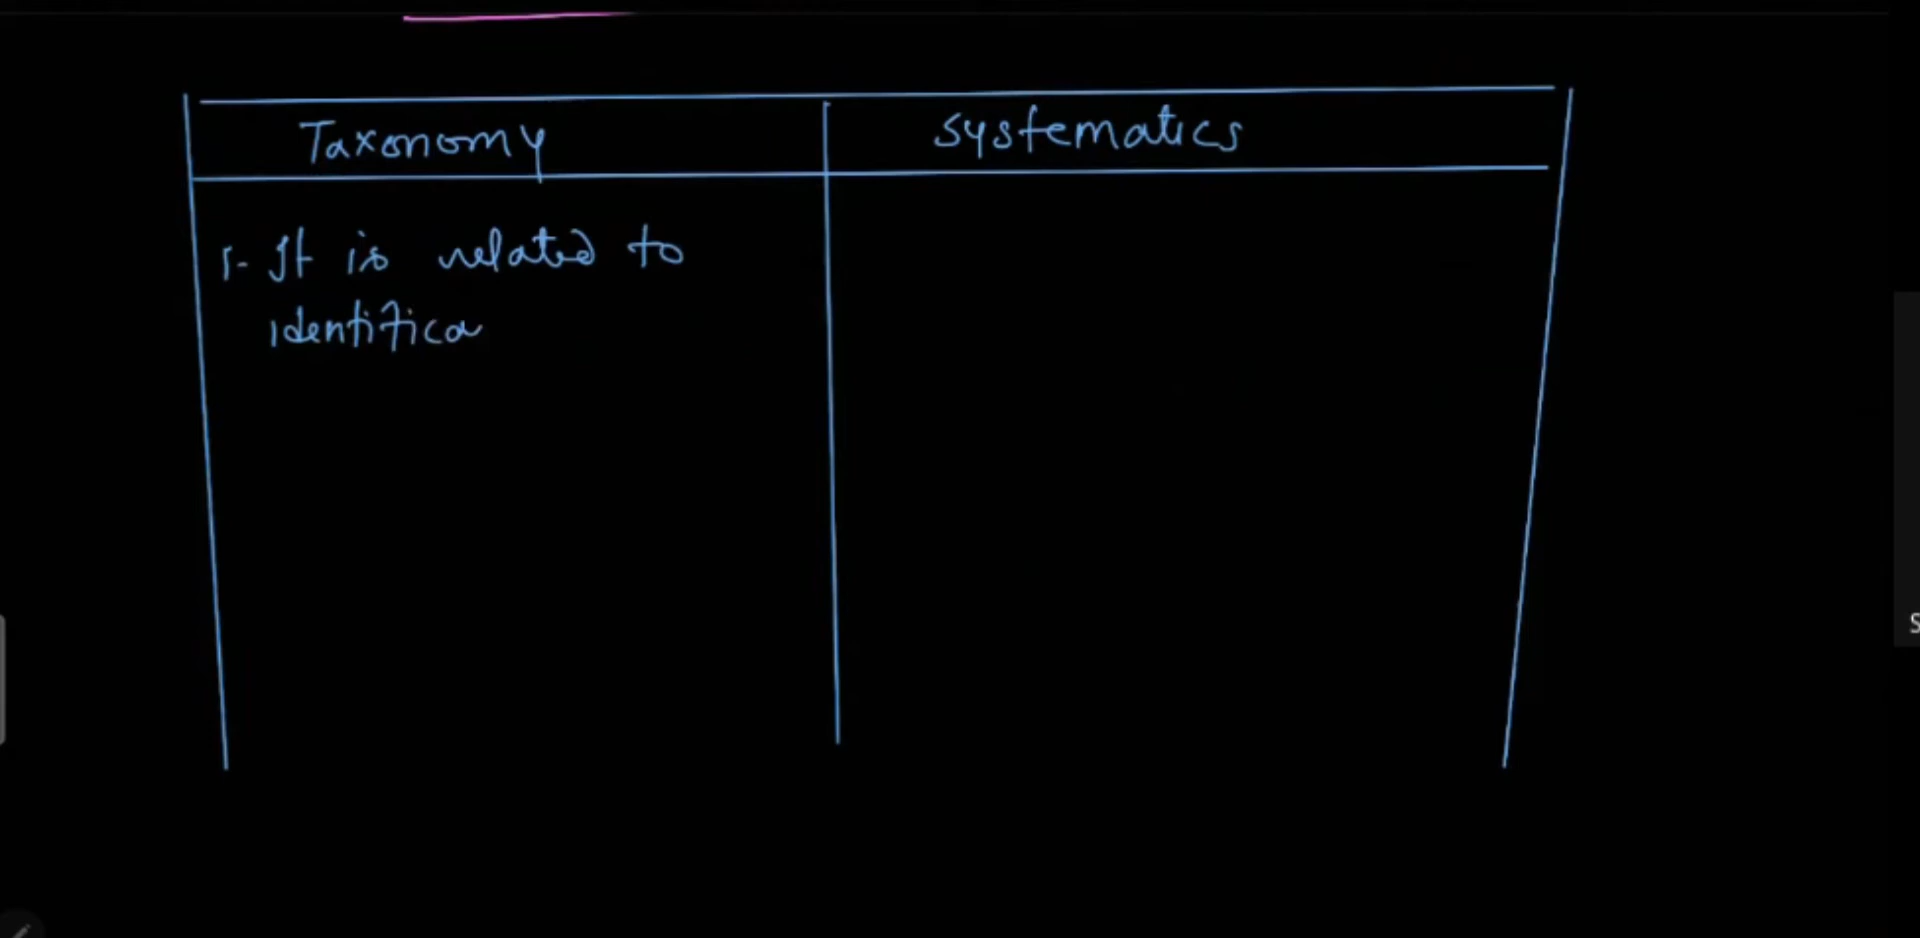 Taxonomy
Systematics
1- It is related to
identifica
S